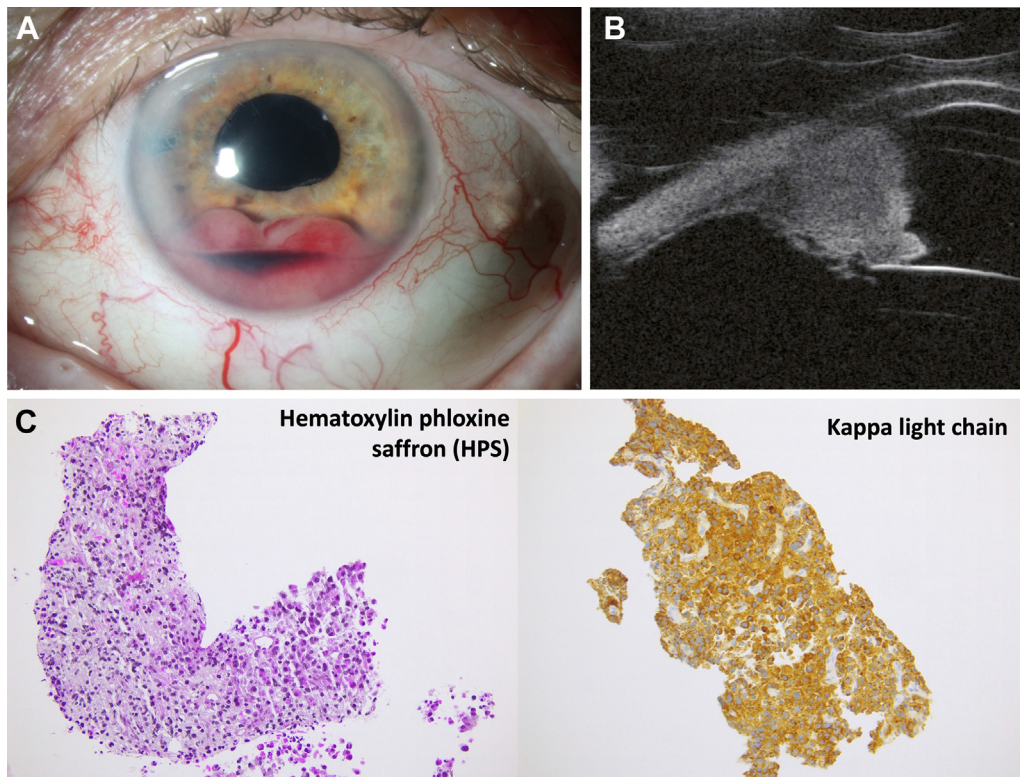 A
B
C
Hematoxylin phloxine
saffron (HPS)
Kappa light chain